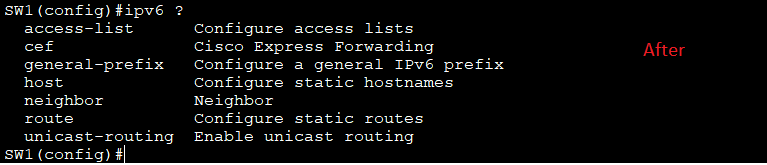 SW1(config)#ipv6 ?
access-list Configure access lists
cef Cisco Express Forwarding
general-prefix Configure a general IPv6 prefix
host Configure static hostnames
neighbor Neighbor
route Configure static routes
unicast-routing Enable unicast routing
SW1(config)#
After